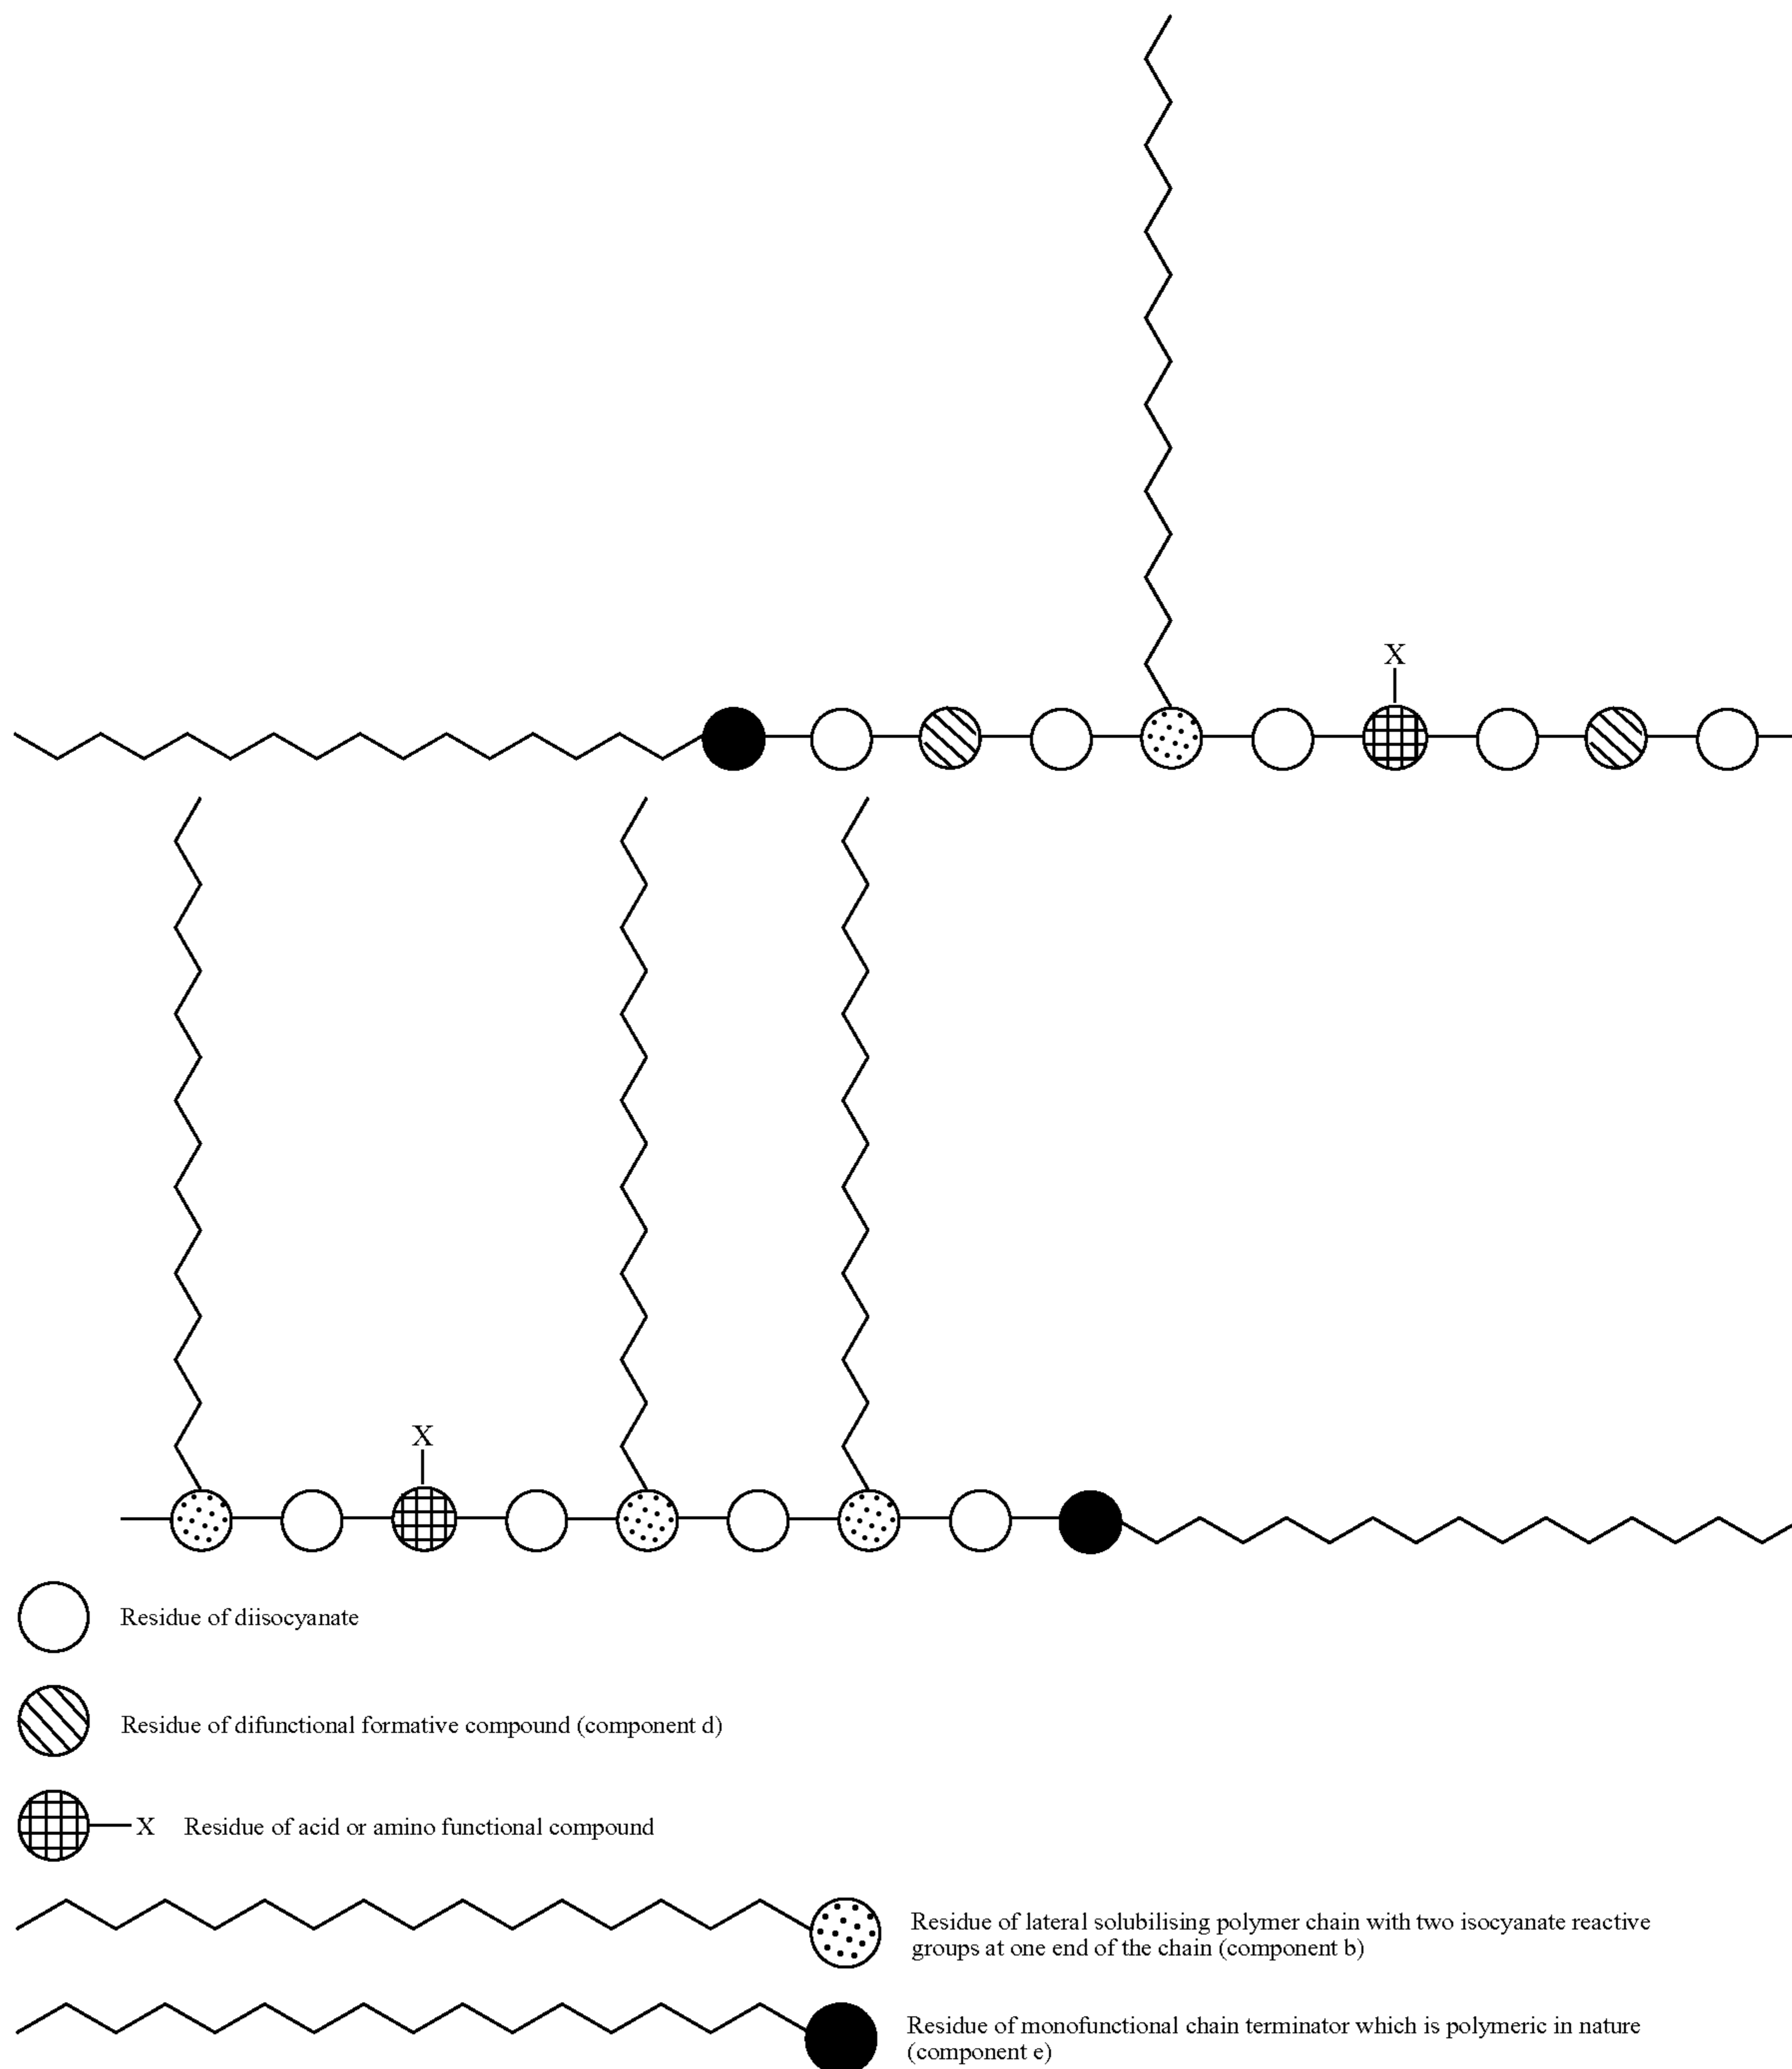 X
X
Residue of diisocyanate
Residue of difunctional formative compound (component d)
X Residue of acid or amino functional compound
Residue of lateral solubilising polymer chain with two isocyanate reactive
groups at one end of the chain (component b)
Residue of monofunctional chain terminator which is polymeric in nature
(component e)